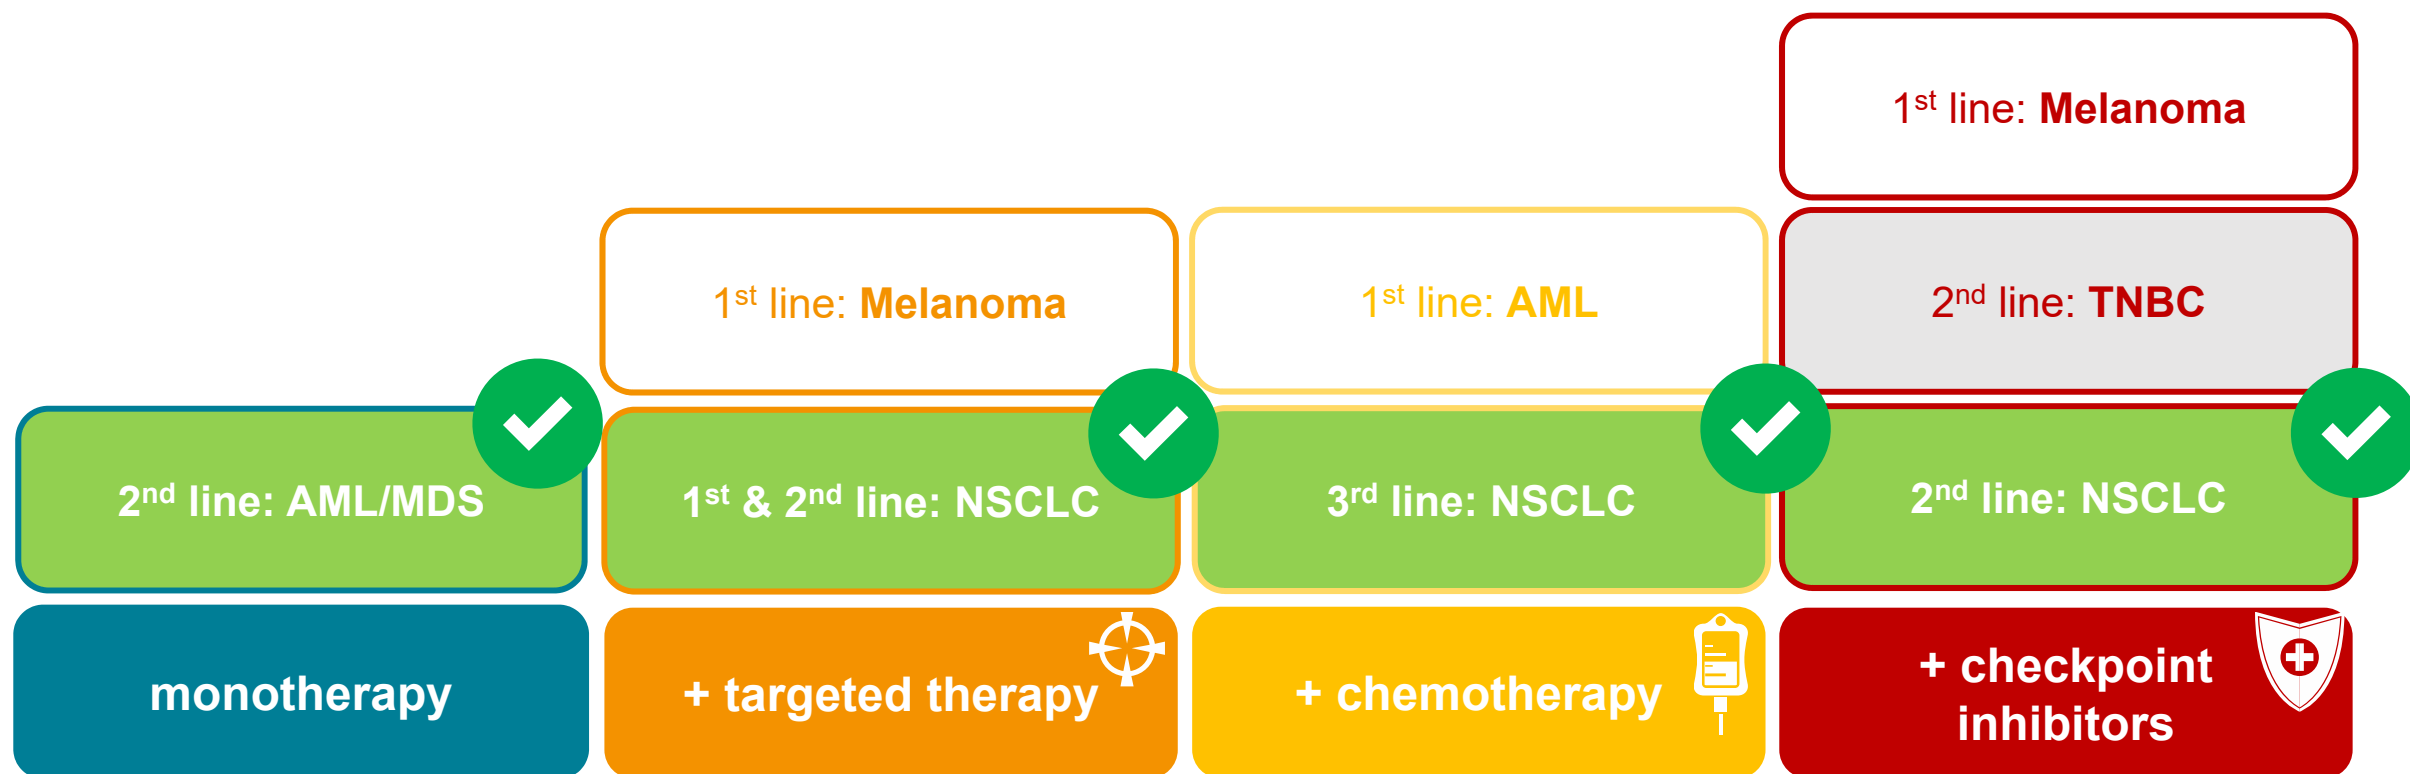 1st line: Melanoma
1st line: Melanoma
1st line: AML
2nd line: TNBC
2nd line: AML/MDS
1st & 2nd line: NSCLC
3rd line: NSCLC
2nd line: NSCLC
monotherapy
+ targeted therapy
+ chemotherapy
+ checkpoint
inhibitors